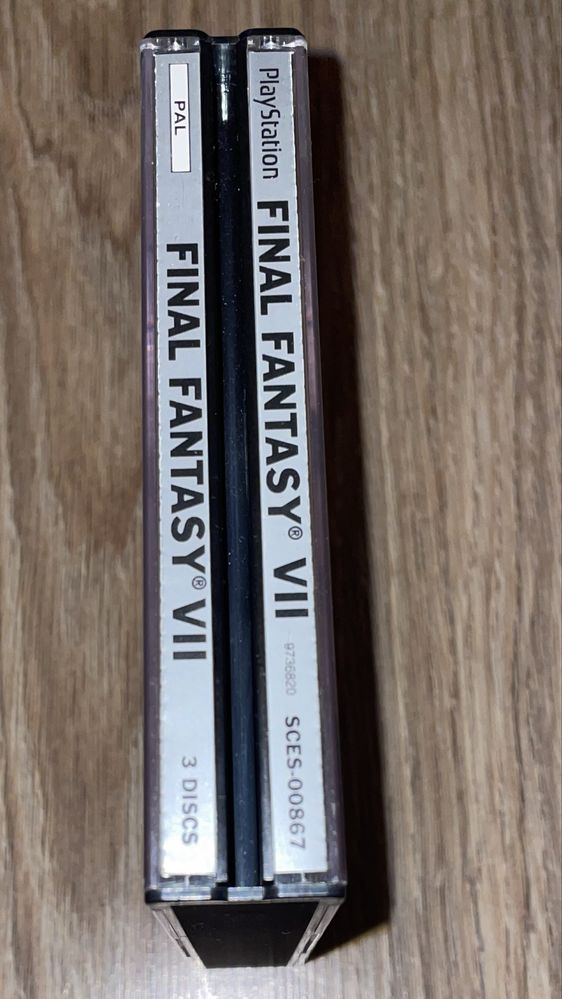 PlayStation FINAL FANTASY® VII 9736820 SCES-00867
PAL FINAL FANTASY® VII 3 DISCS